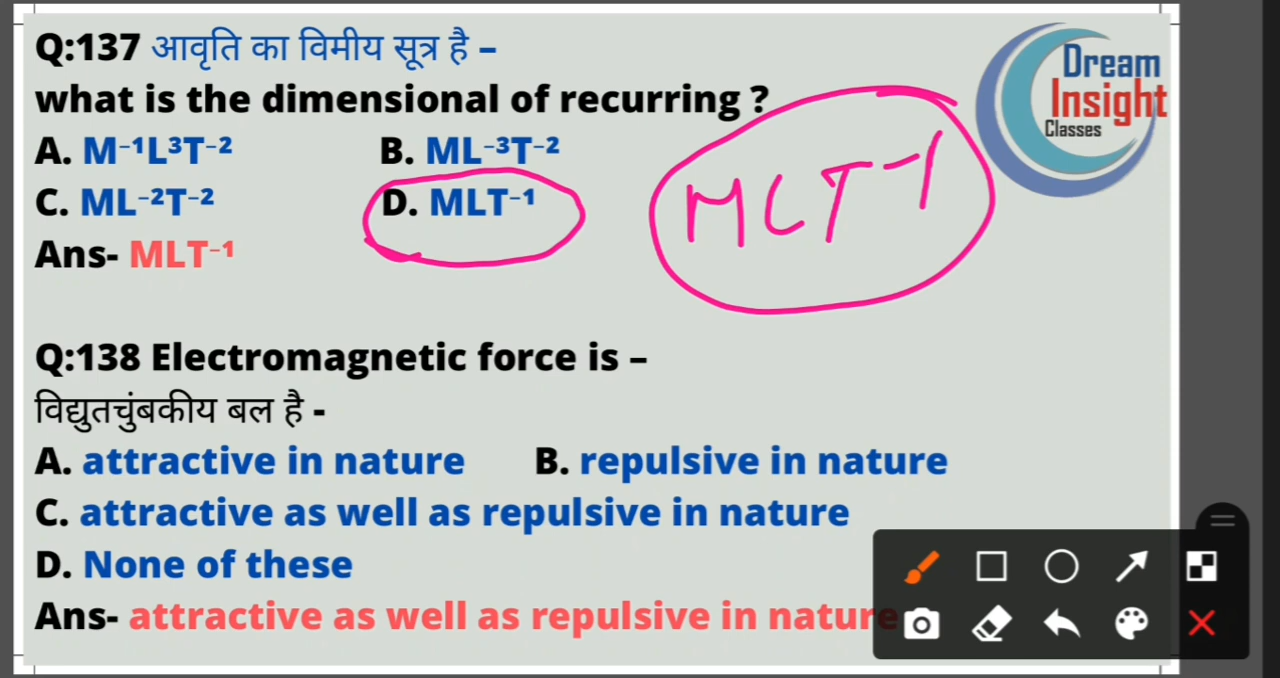 Q:137 आवृति का विमीय सूत्र है –
what is the dimensional of recurring ?
A. M⁻¹L³T⁻² B. ML⁻³T⁻²
C. ML⁻²T⁻² D. MLT⁻¹
Ans- MLT⁻¹
MLT⁻¹
Dream
Insight
Classes
Q:138 Electromagnetic force is –
विद्युतचुंबकीय बल है -
A. attractive in nature B. repulsive in nature
C. attractive as well as repulsive in nature
D. None of these
Ans- attractive as well as repulsive in nature